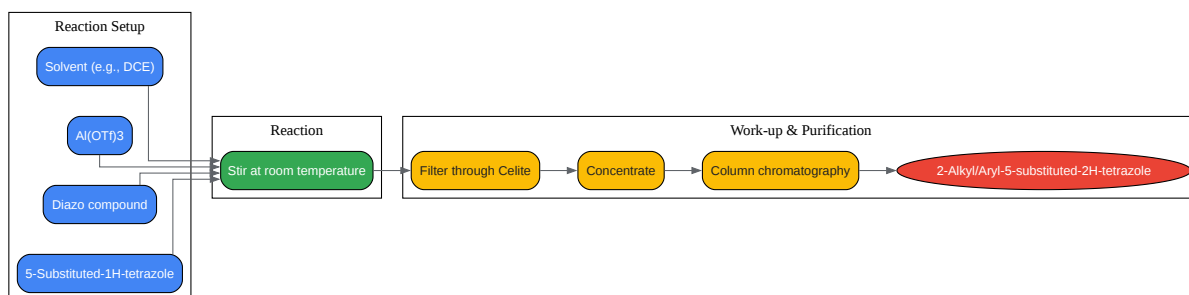 Reaction Setup
Solvent (e.g., DCE)
Al(OTf)3
Diazo compound
5-Substituted-1H-tetrazole
Reaction
Stir at room temperature
Work-up & Purification
Filter through Celite
Concentrate
Column chromatography
2-Alkyl/Aryl-5-substituted-2H-tetrazole